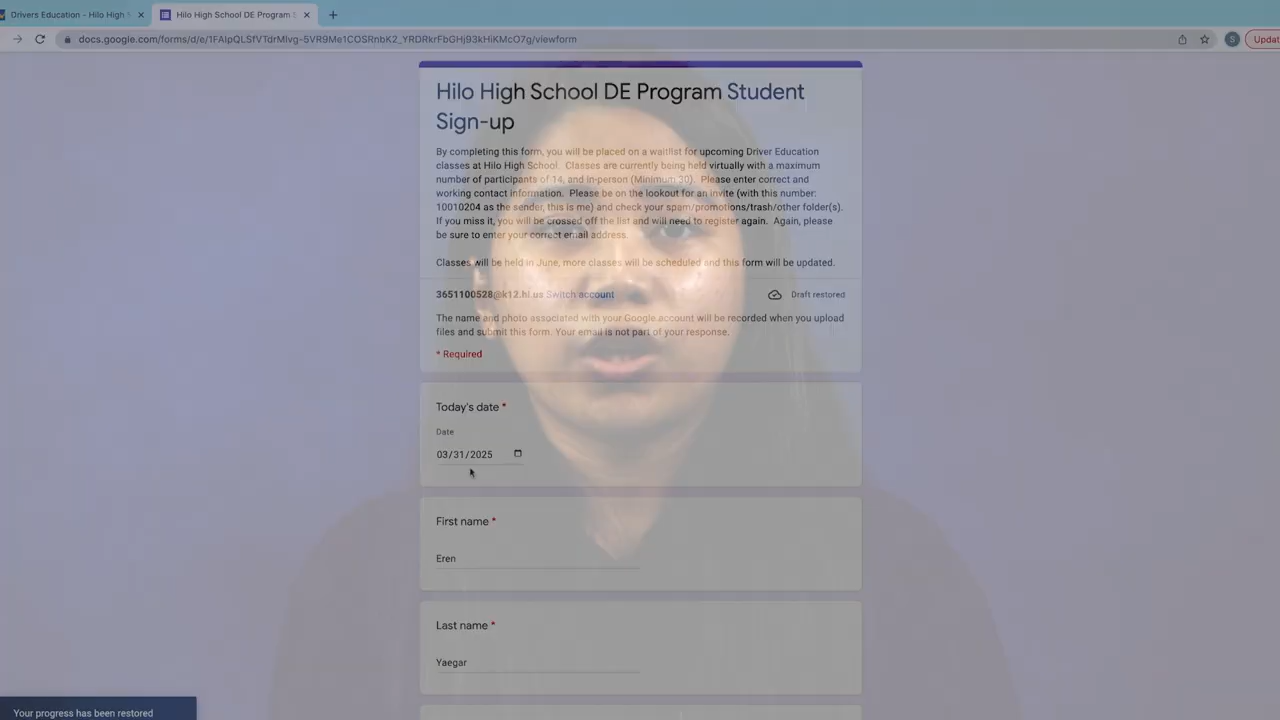 Drivers Education - Hilo High
Hilo High School DE Program
docs.google.com/forms/d/e/1FAIpQLSfVTdrMlvg-5VR9Me1COSRnbK2_YRDRkrFbGHj93kHiKMcO7g/viewform
S
Updat
Hilo High School DE Program Student
Sign-up
By completing this form, you will be placed on a waitlist for upcoming Driver Education
classes at Hilo High School. Classes are currently being held virtually with a maximum
number of participants of 14, and in-person (Minimum 30). Please enter correct and
working contact information. Please be on the lookout for an invite (with this number:
10010204 as the sender, this is me) and check your spam/promotions/trash/other folder(s).
If you miss it, you will be crossed off the list and will need to register again. Again, please
be sure to enter your correct email address.
Classes will be held in June, more classes will be scheduled and this form will be updated.
3651100528@k12.hi.us Switch account
Draft restored
The name and photo associated with your Google account will be recorded when you upload
files and submit this form. Your email is not part of your response.
* Required
Today's date *
Date
03/31/2025
First name *
Eren
Last name *
Yaegar
Your progress has been restored